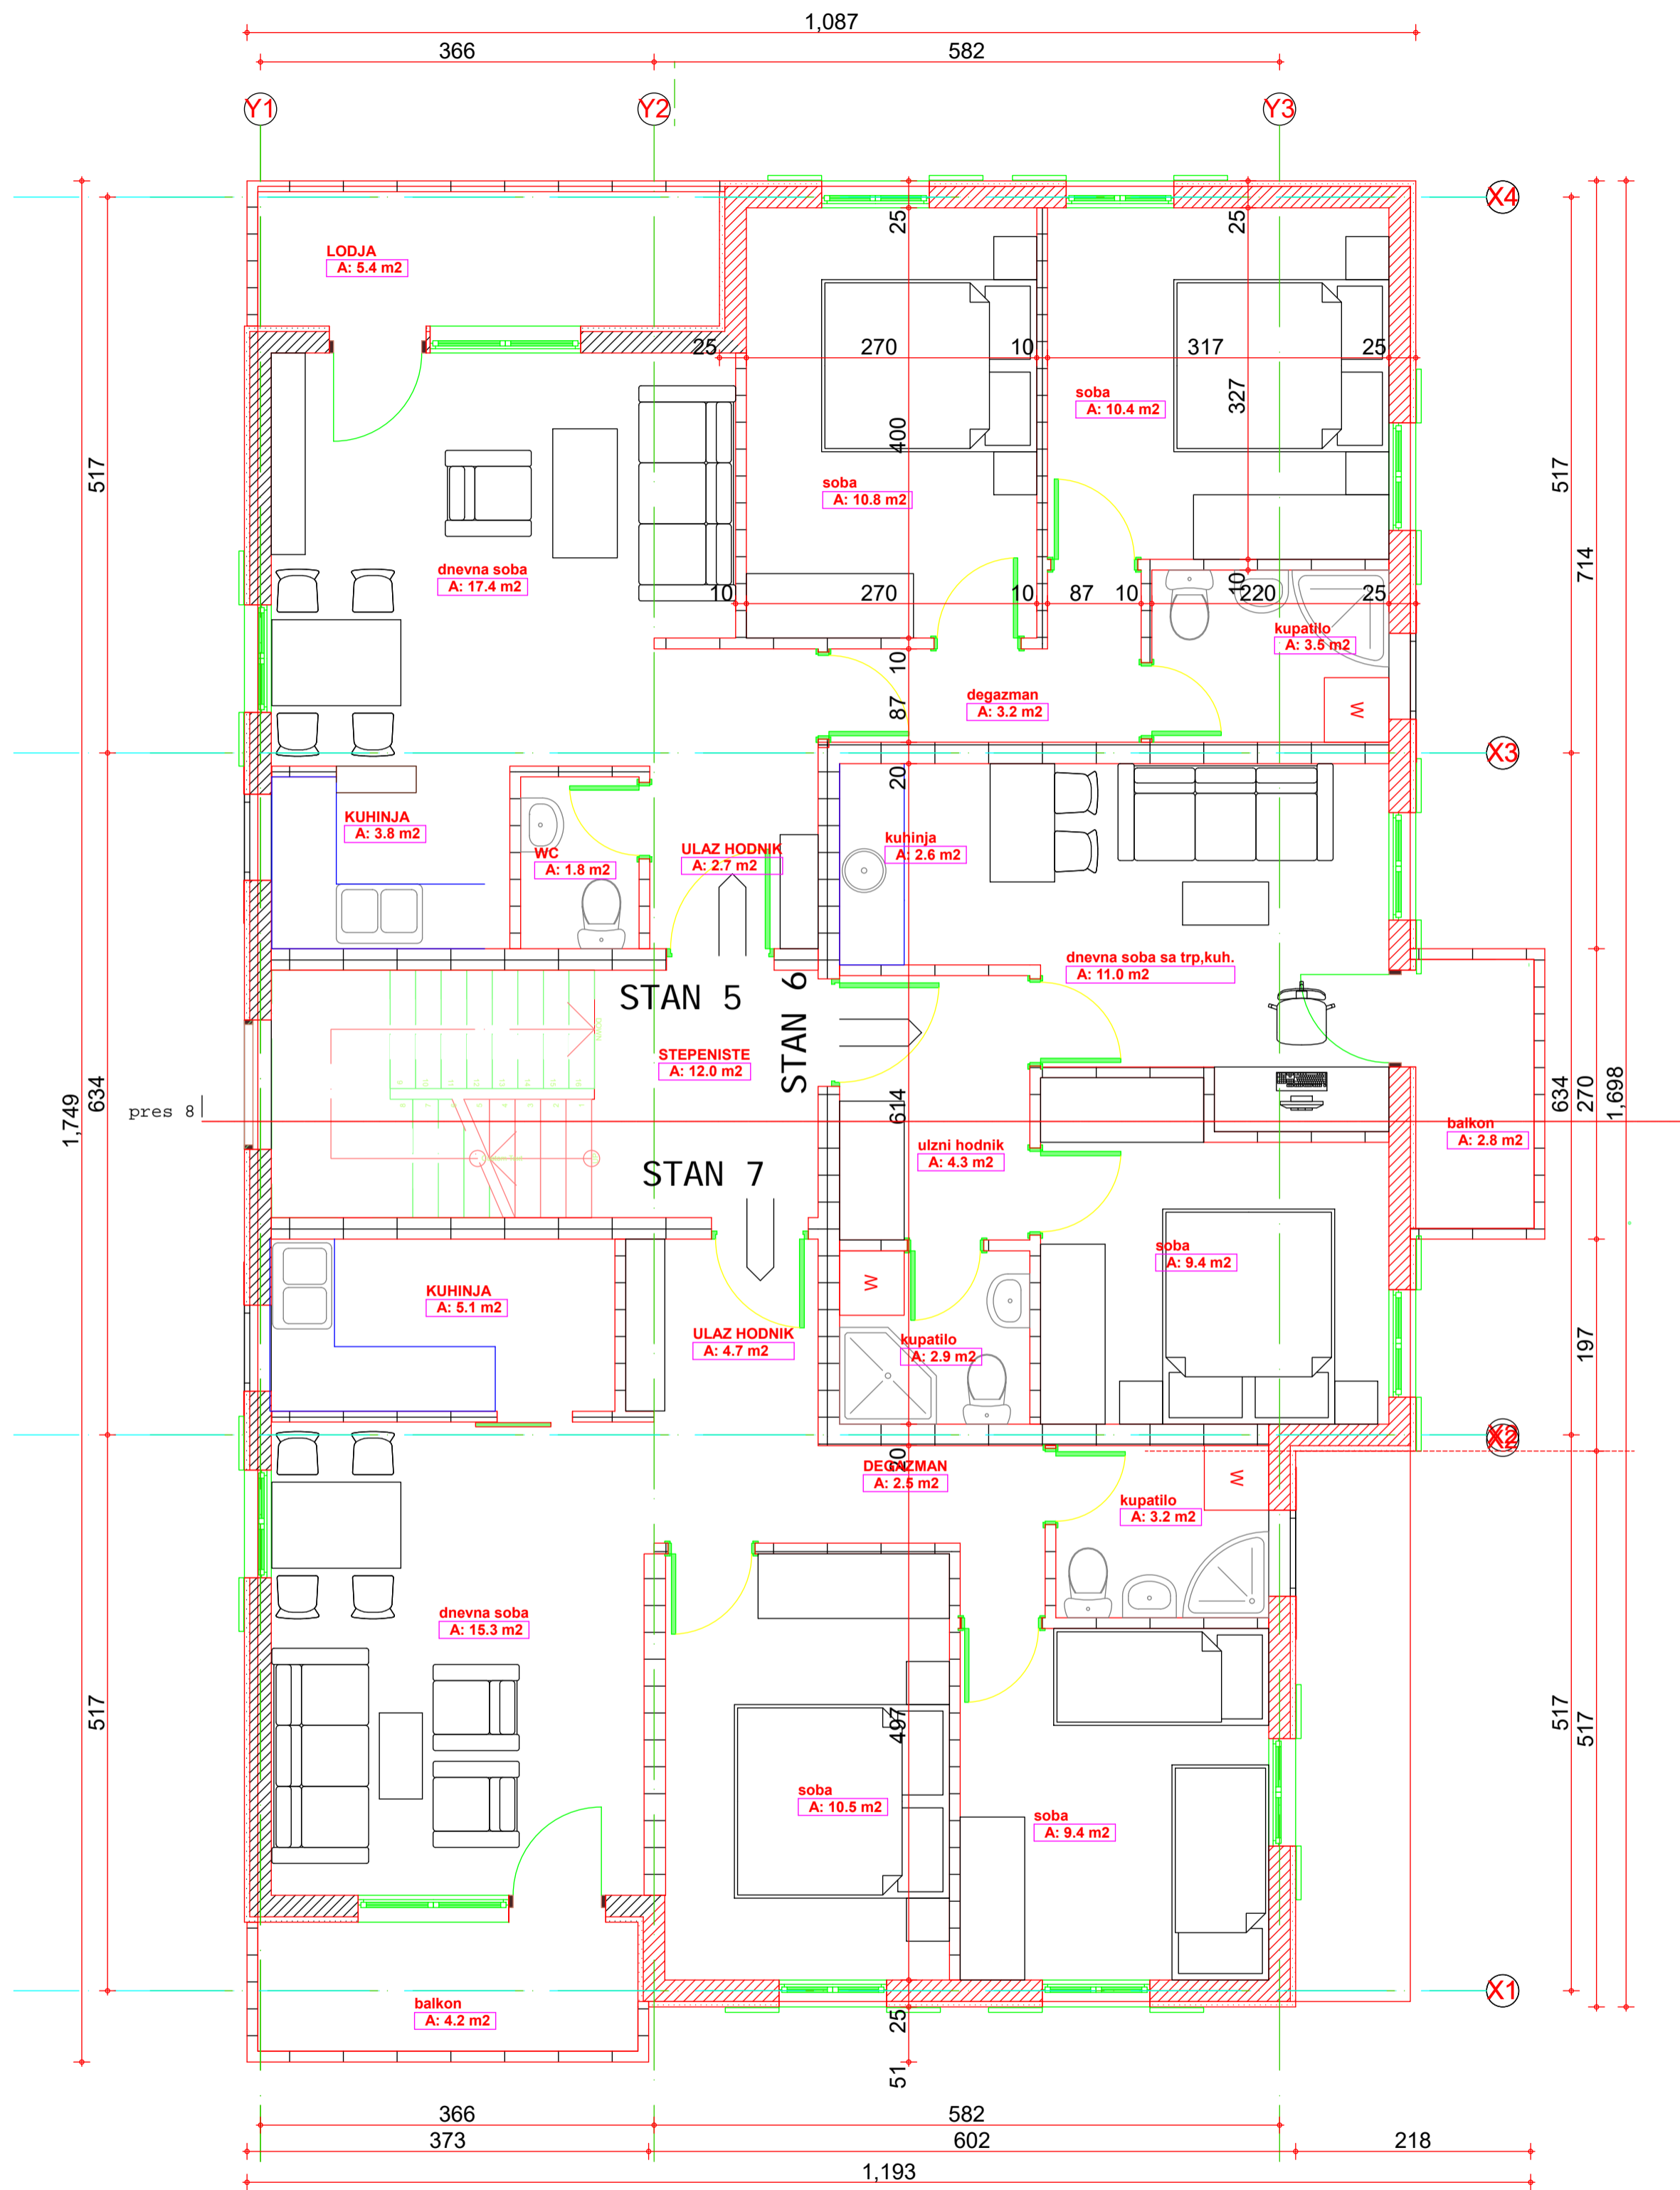 1,087
366
582
Y1
Y2
Y3
X4
25
25
LODJA
A: 5.4 m2
25
270
10
317
25
327
soba
A: 10.4 m2
400
517
517
soba
A: 10.8 m2
714
dnevna soba
A: 17.4 m2
10
270
10
87
10
10
220
25
kupatilo
A: 3.5 m2
10
87
degazman
A: 3.2 m2
W
X3
20
KUHINJA
A: 3.8 m2
WC
A: 1.8 m2
ULAZ HODNIK
A: 2.7 m2
kuhinja
A: 2.6 m2
dnevna soba sa trp,kuh.
A: 11.0 m2
STAN 5
STAN 6
STEPENISTE
A: 12.0 m2
1,749
634
pres 8
614
634
270
1,698
balkon
A: 2.8 m2
ulzni hodnik
A: 4.3 m2
STAN 7
soba
A: 9.4 m2
W
KUHINJA
A: 5.1 m2
ULAZ HODNIK
A: 4.7 m2
kupatilo
A: 2.9 m2
197
X2
DEGAZMAN
A: 2.5 m2
W
kupatilo
A: 3.2 m2
dnevna soba
A: 15.3 m2
517
497
517
517
soba
A: 10.5 m2
soba
A: 9.4 m2
X1
balkon
A: 4.2 m2
25
51
366
582
373
602
218
1,193